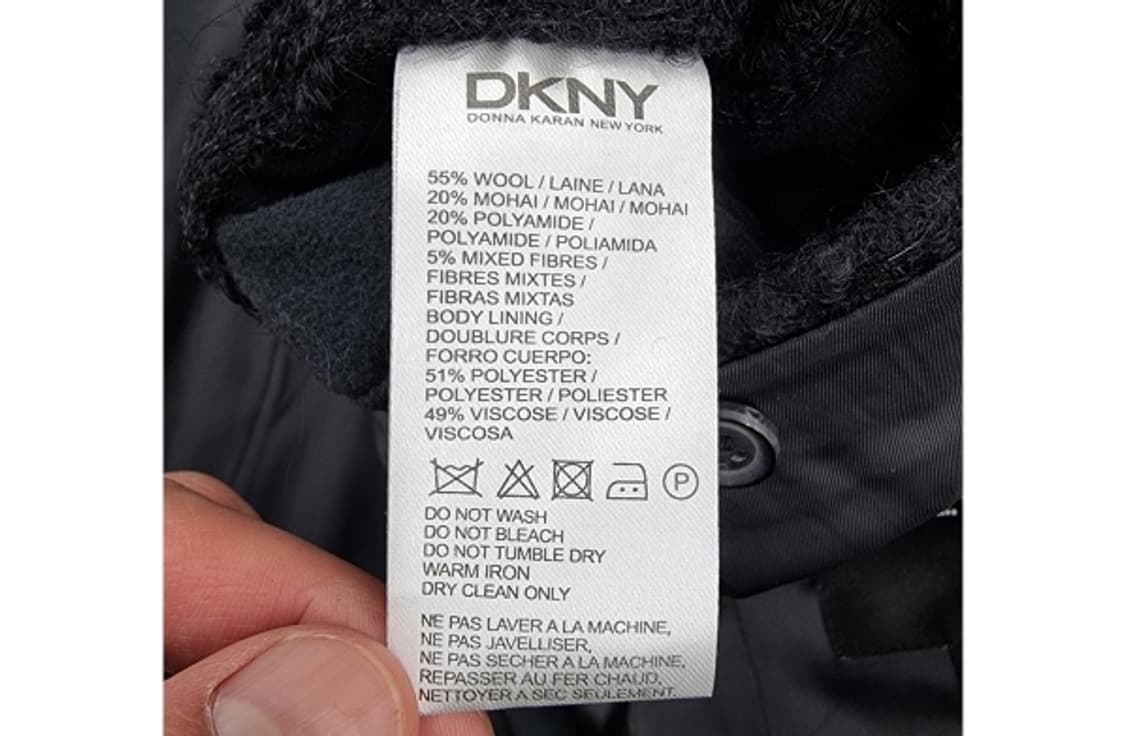 DKNY
DONNA KARAN NEW YORK
55% WOOL / LAINE / LANA
20% MOHAI / MOHAI / MOHAI
20% POLYAMIDE /
POLYAMIDE / POLIAMIDA
5% MIXED FIBRES /
FIBRES MIXTES /
FIBRAS MIXTAS
BODY LINING /
DOUBLURE CORPS /
FORRO CUERPO:
51% POLYESTER /
POLYESTER / POLIESTER
49% VISCOSE / VISCOSE /
VISCOSA
P
DO NOT WASH
DO NOT BLEACH
DO NOT TUMBLE DRY
WARM IRON
DRY CLEAN ONLY
NE PAS LAVER A LA MACHINE,
NE PAS JAVELLISER,
NE PAS SECHER A LA MACHINE,
REPASSER AU FER CHAUD,
NETTOYER A SEC SEULEMENT.